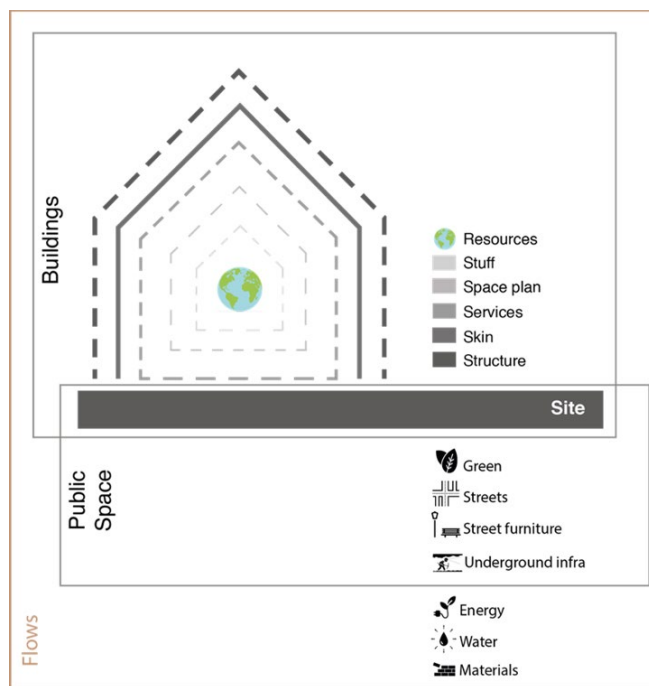 Buildings
Resources
Stuff
Space plan
Services
Skin
Structure
Site
Public
Space
Green
Streets
Street furniture
Underground infra
Flows
Energy
Water
Materials